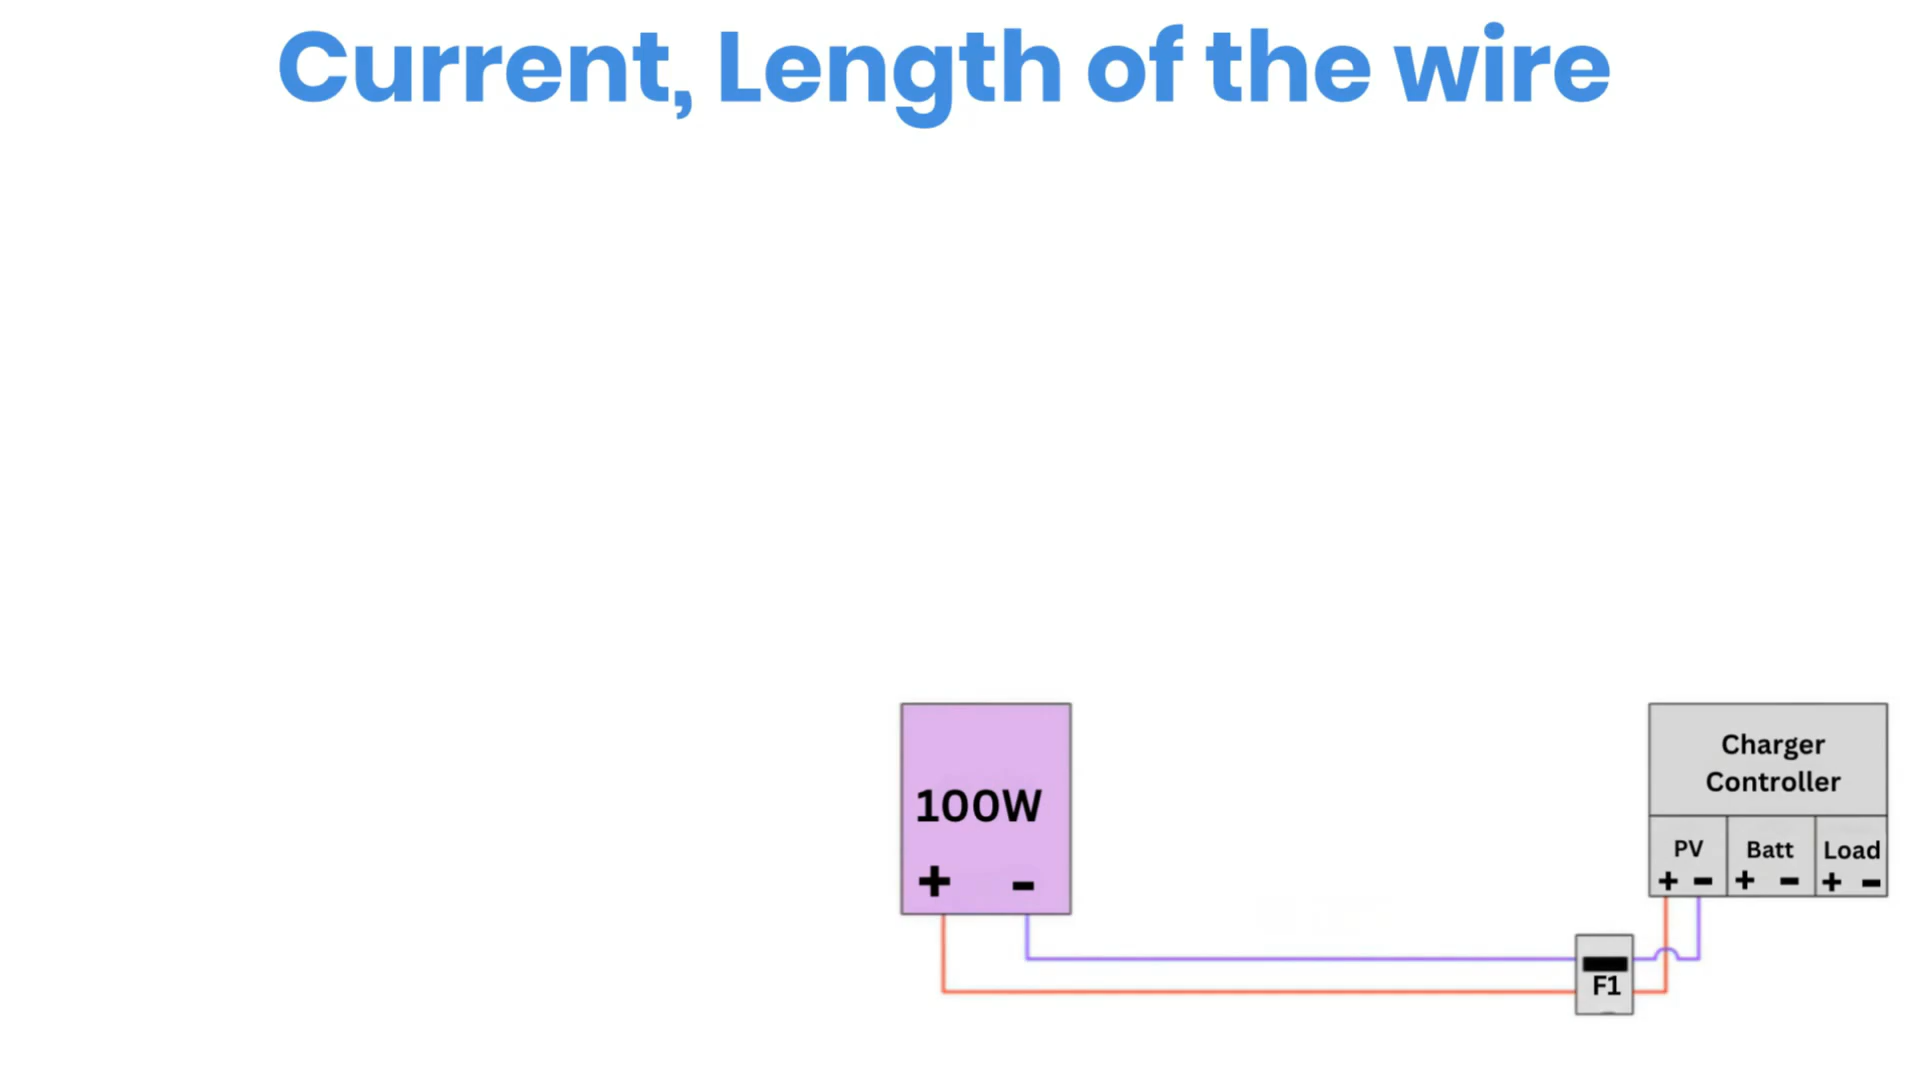 Current, Length of the wire
100W
+ -
Charger
Controller
PV Batt Load
+ - + - + -
F1